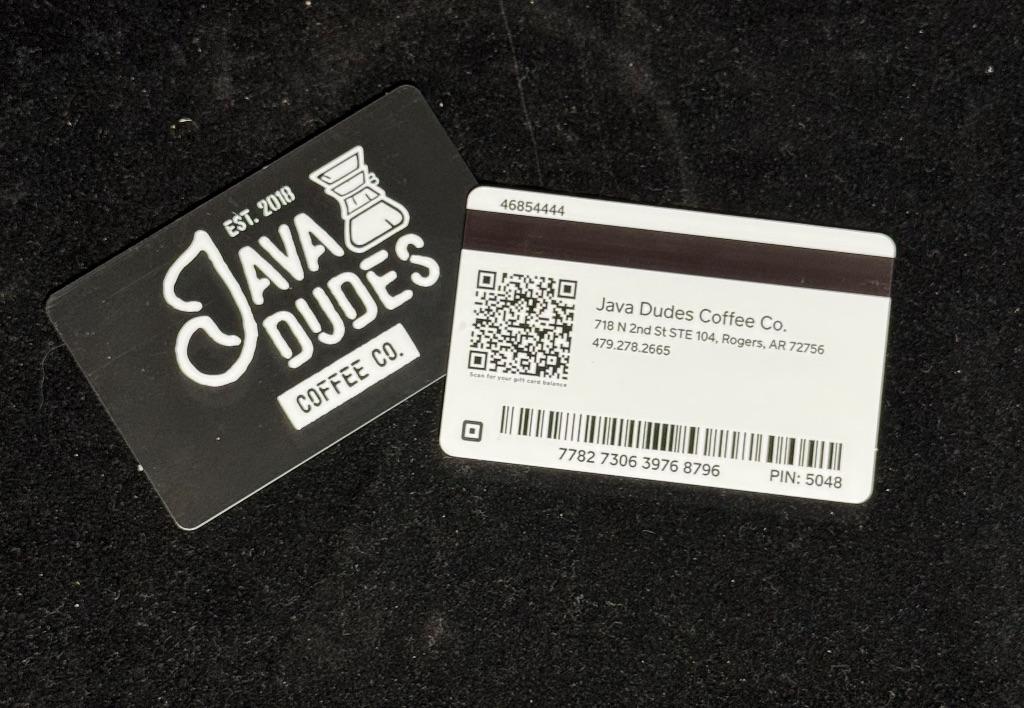 EST. 2018
JAVA
DUDES
COFFEE CO.
46854444
Java Dudes Coffee Co.
718 N 2nd St STE 104, Rogers, AR 72756
479.278.2665
Scan for your gift card balance
7782 7306 3976 8796
PIN: 5048